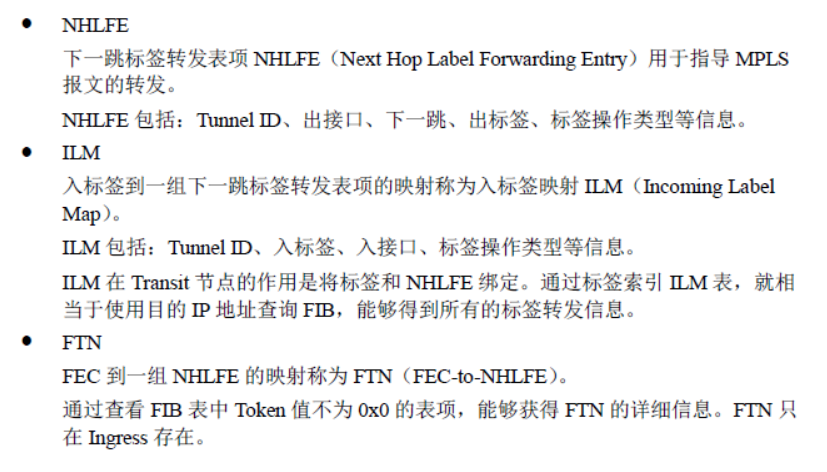 ● NHLFE
下一跳标签转发表项 NHLFE（Next Hop Label Forwarding Entry）用于指导 MPLS
报文的转发。
NHLFE 包括：Tunnel ID、出接口、下一跳、出标签、标签操作类型等信息。
● ILM
入标签到一组下一跳标签转发表项的映射称为入标签映射 ILM（Incoming Label
Map）。
ILM 包括：Tunnel ID、入标签、入接口、标签操作类型等信息。
ILM 在 Transit 节点的作用是将标签和 NHLFE 绑定。通过标签索引 ILM 表，就相
当于使用目的 IP 地址查询 FIB，能够得到所有的标签转发信息。
● FTN
FEC 到一组 NHLFE 的映射称为 FTN（FEC-to-NHLFE）。
通过查看 FIB 表中 Token 值不为 0x0 的表项，能够获得 FTN 的详细信息。FTN 只
在 Ingress 存在。